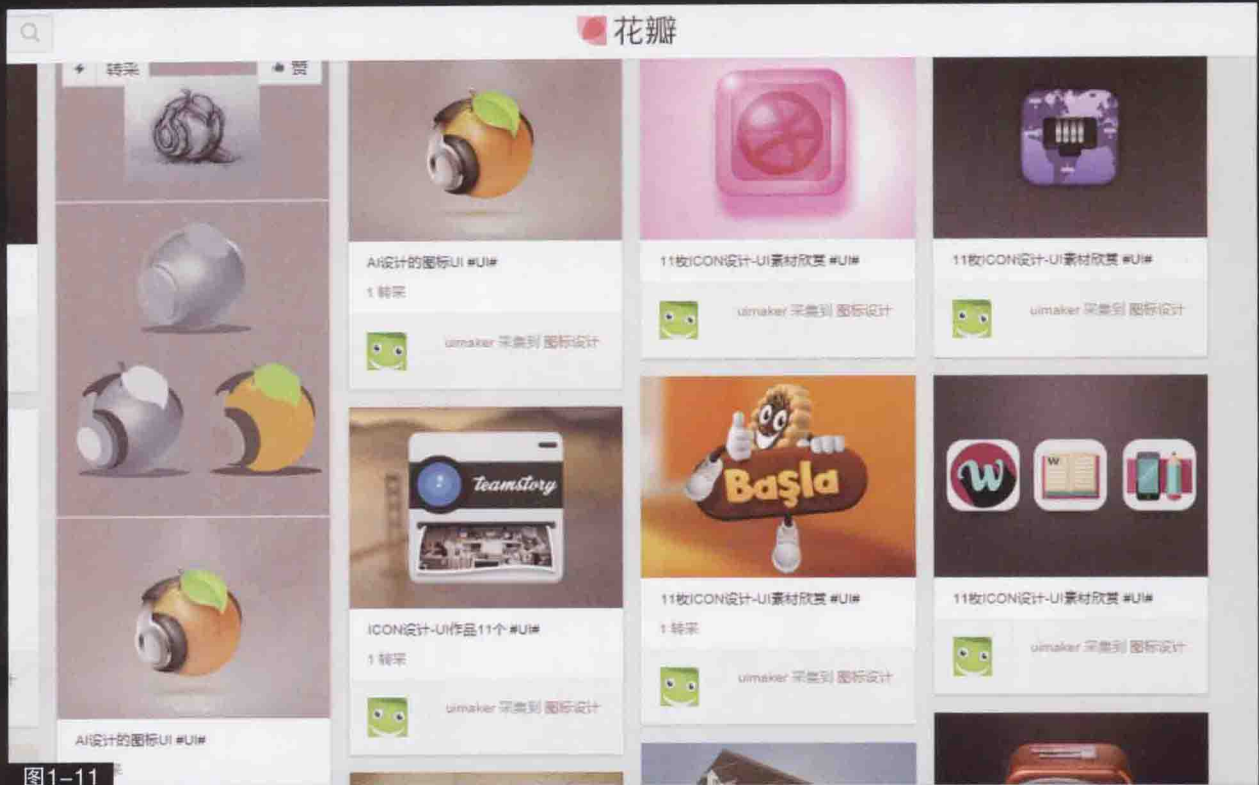 花瓣
转采
赞
AI设计的图标UI #UI#
图1-11
AI设计的图标UI #UI#
1 转采
uimaker 采集到 图标设计
teamstory
ICON设计-UI作品11个 #UI#
1 转采
uimaker 采集到 图标设计
11枚ICON设计-UI素材欣赏 #UI#
uimaker 采集到 图标设计
Başla
11枚ICON设计-UI素材欣赏 #UI#
1 转采
uimaker 采集到 图标设计
11枚ICON设计-UI素材欣赏 #UI#
uimaker 采集到 图标设计
W
W
11枚ICON设计-UI素材欣赏 #UI#
uimaker 采集到 图标设计